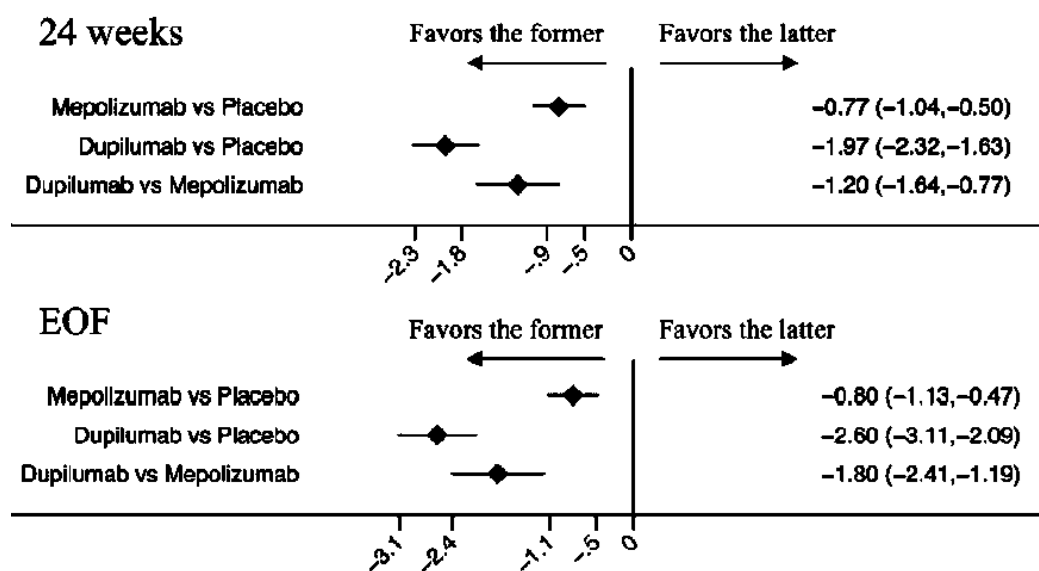 24 weeks
Favors the former Favors the latter
Mepolizumab vs Placebo −0.77 (−1.04,−0.50)
Dupilumab vs Placebo −1.97 (−2.32,−1.63)
Dupilumab vs Mepolizumab −1.20 (−1.64,−0.77)
−2.3 −1.8 −.9 −.5 0
EOF
Favors the former Favors the latter
Mepolizumab vs Placebo −0.80 (−1.13,−0.47)
Dupilumab vs Placebo −2.60 (−3.11,−2.09)
Dupilumab vs Mepolizumab −1.80 (−2.41,−1.19)
−3.1 −2.4 −1.1 −.5 0